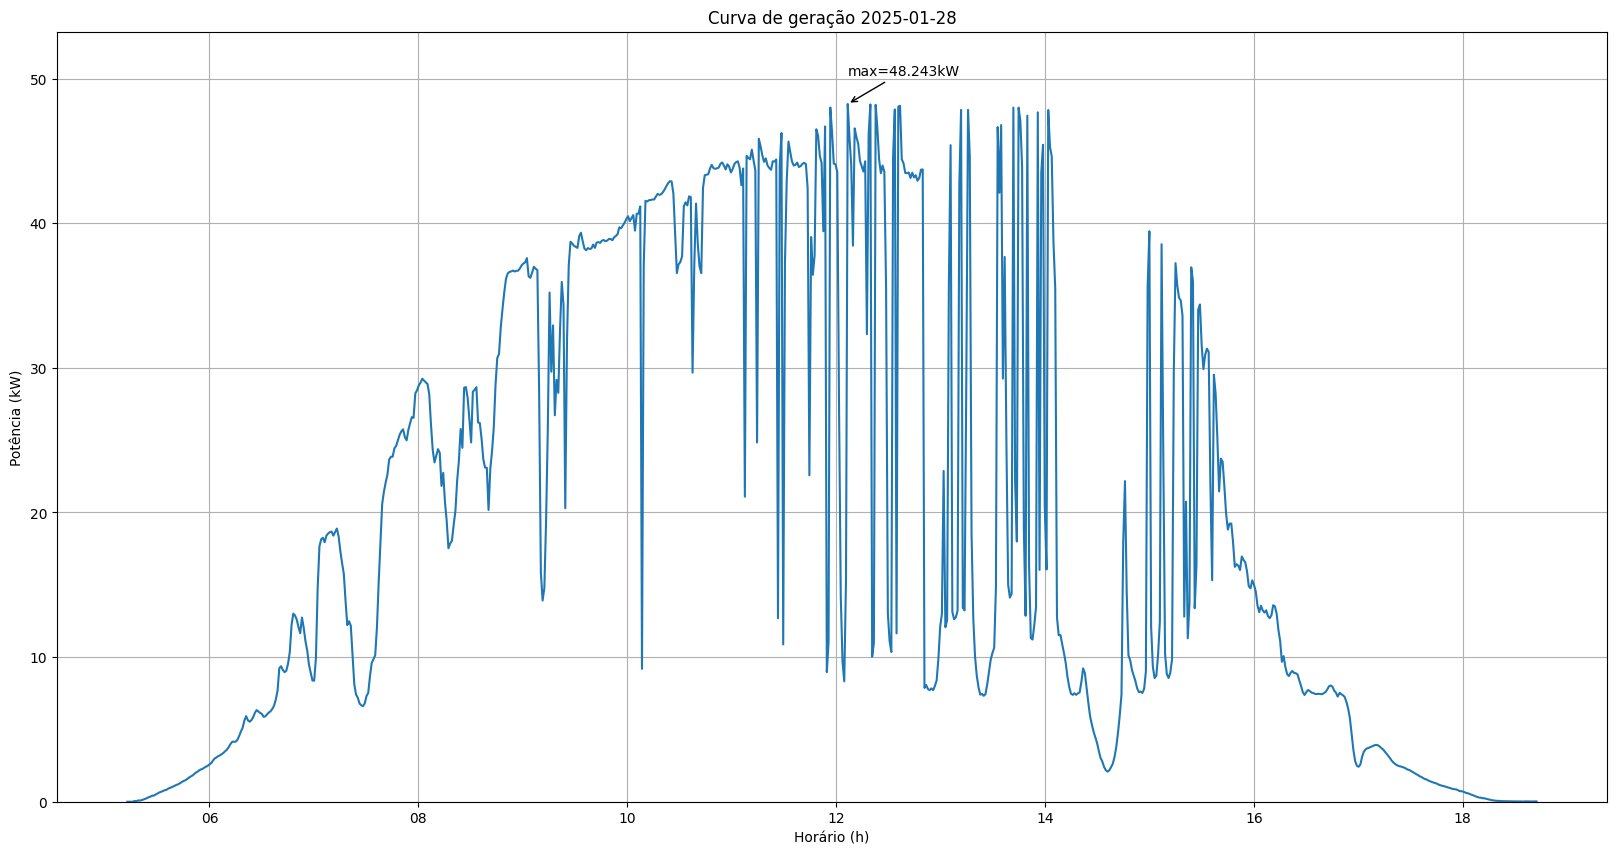 Curva de geração 2025-01-28
max=48.243kW
50
40
30
20
10
0
Potência (kW)
06 08 10 12 14 16 18
Horário (h)